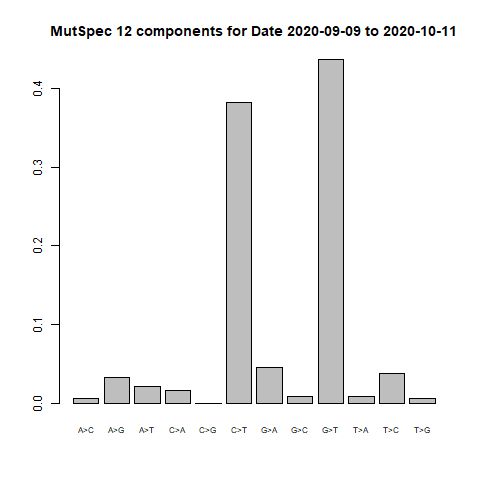 MutSpec 12 components for Date 2020-09-09 to 2020-10-11
0.4
0.3
0.2
0.1
0.0
A>C A>G A>T C>A C>G C>T G>A G>C G>T T>A T>C T>G